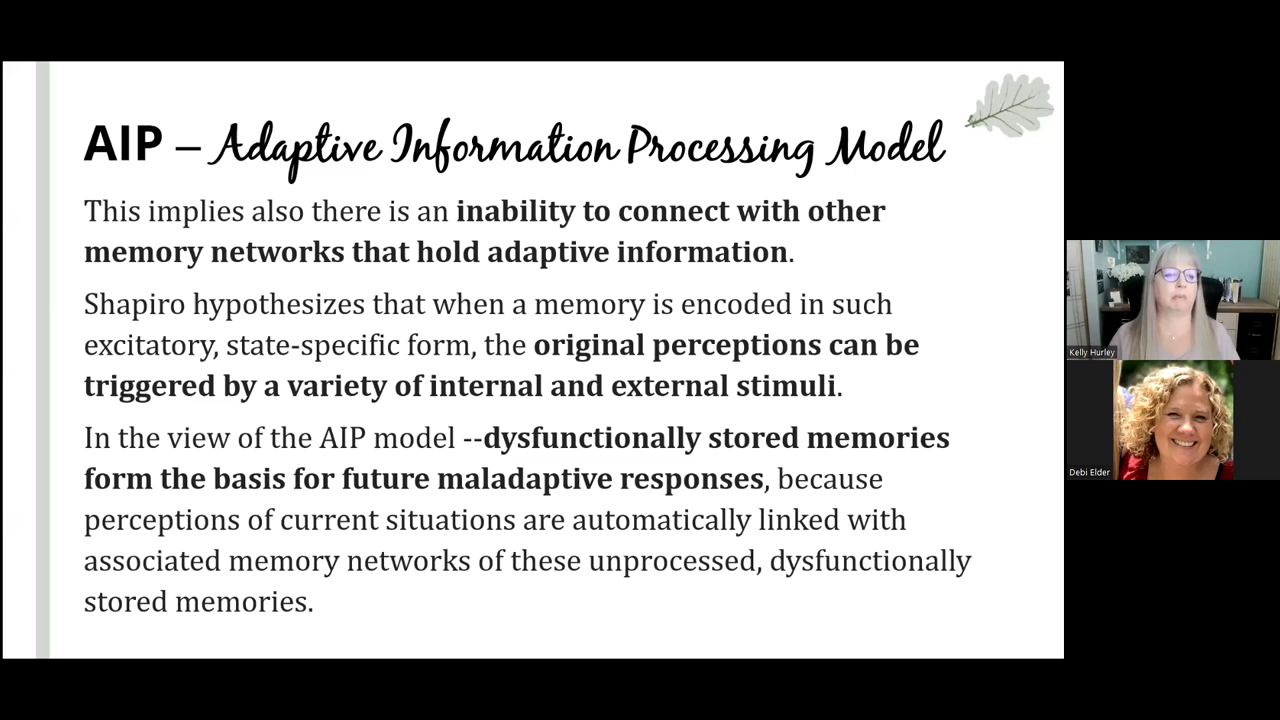 AIP – Adaptive Information Processing Model
This implies also there is an inability to connect with other
memory networks that hold adaptive information.
Shapiro hypothesizes that when a memory is encoded in such
excitatory, state-specific form, the original perceptions can be
triggered by a variety of internal and external stimuli.
In the view of the AIP model --dysfunctionally stored memories
form the basis for future maladaptive responses, because
perceptions of current situations are automatically linked with
associated memory networks of these unprocessed, dysfunctionally
stored memories.
Kelly Hurley
Debi Elder